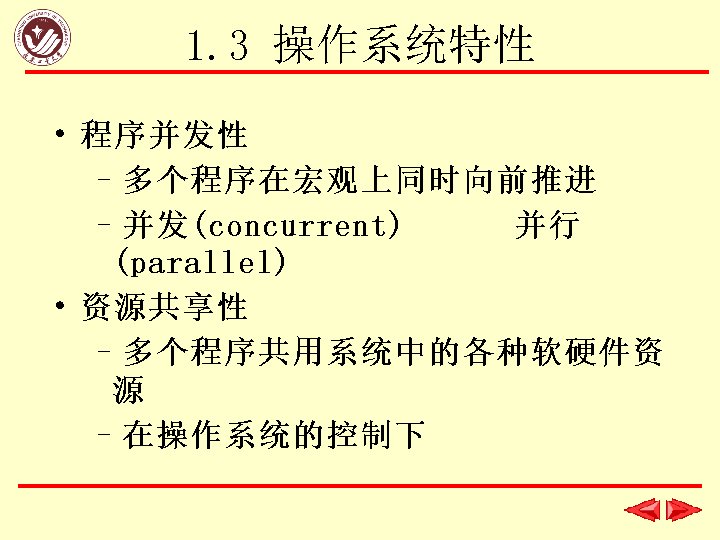 1.3 操作系统特性
• 程序并发性
–多个程序在宏观上同时向前推进
–并发(concurrent) 并行
(parallel)
• 资源共享性
–多个程序共用系统中的各种软硬件资
源
–在操作系统的控制下